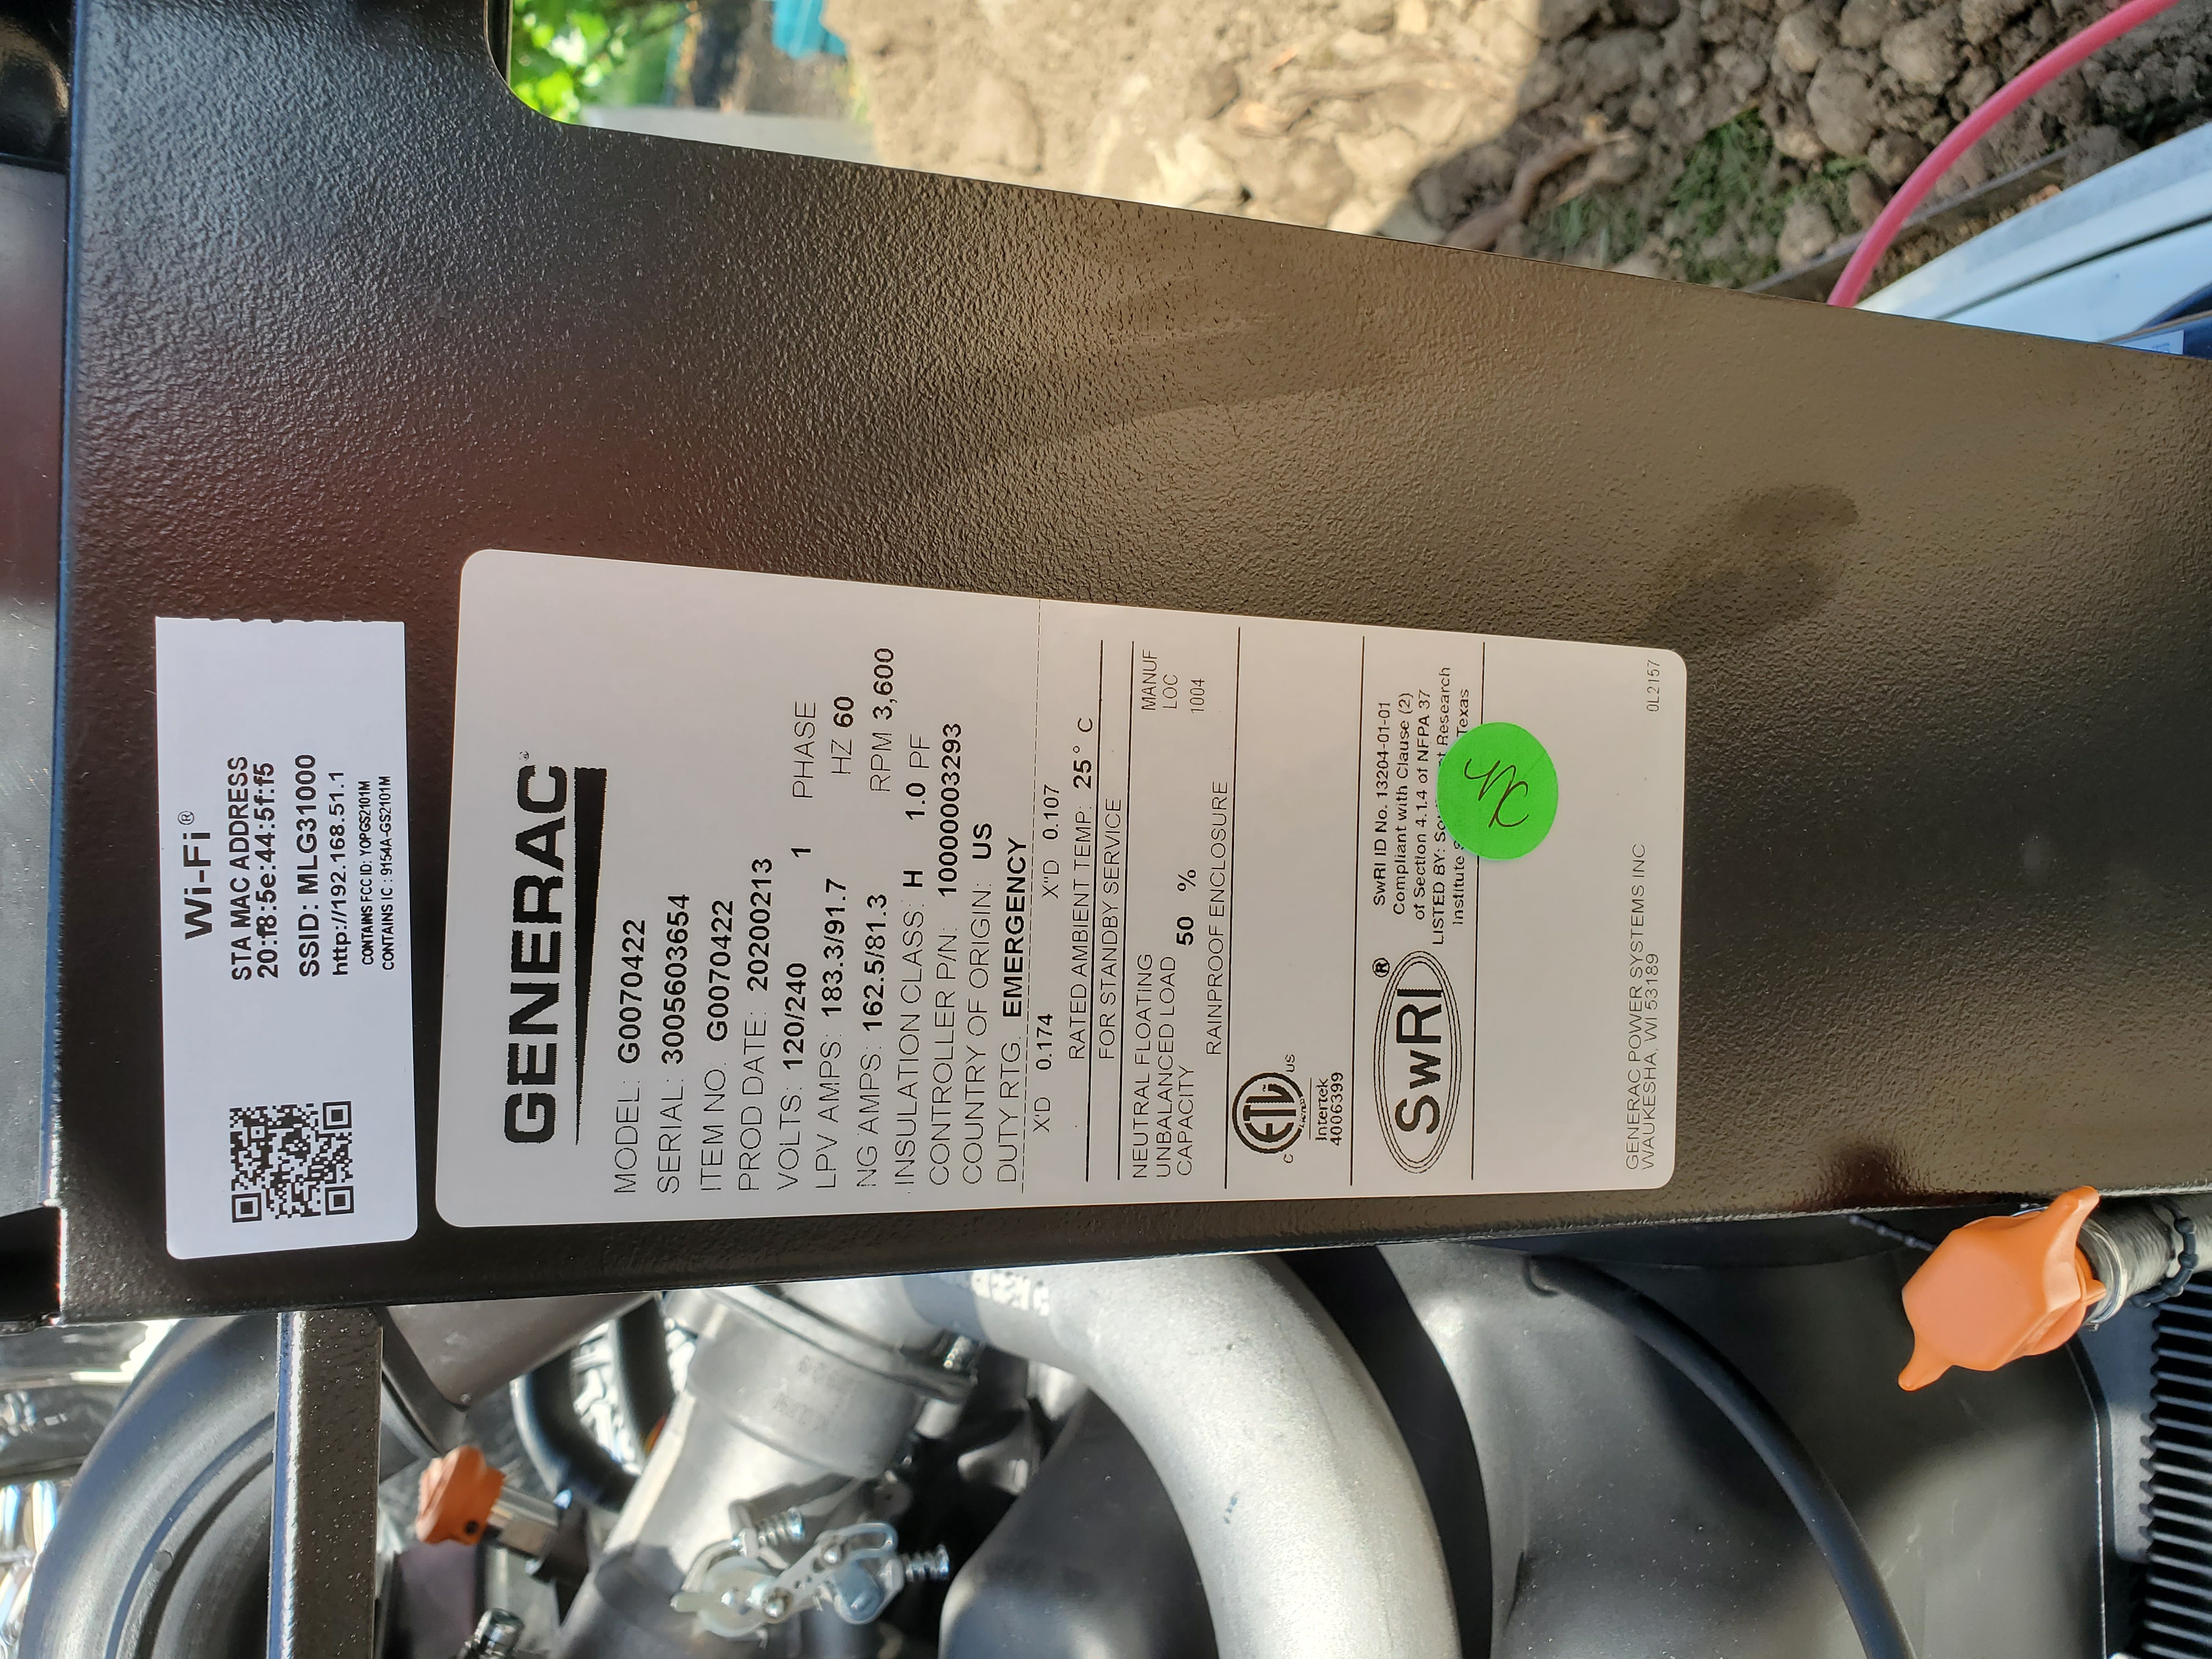 Wi-Fi®
STA MAC ADDRESS
20:f8:5e:44:5f:f5
SSID: MLG31000
http://192.168.51.1
CONTAINS FCC ID: YOPGS2101M
CONTAINS IC : 9154A-GS2101M
GENERAC®
MODEL: G0070422
SERIAL: 3005603654
ITEM NO. G0070422
PROD DATE: 20200213
VOLTS: 120/240 1 PHASE
LPV AMPS: 183.3/91.7 HZ 60
NG AMPS: 162.5/81.3 RPM 3,600
INSULATION CLASS: H 1.0 PF
CONTROLLER P/N: 10000003293
COUNTRY OF ORIGIN: US
DUTY RTG. EMERGENCY
X'D 0.174 X"D 0.107
RATED AMBIENT TEMP: 25° C
FOR STANDBY SERVICE
NEUTRAL FLOATING
UNBALANCED LOAD
CAPACITY 50 %
MANUF
LOC
1004
RAINPROOF ENCLOSURE
ETL
LISTED
C US
Intertek
4006399
SwRI®
SwRI ID No. 13204-01-01
Compliant with Clause (2)
of Section 4.1.4 of NFPA 37
LISTED BY: Research
Institute Texas
GENERAC POWER SYSTEMS INC
WAUKESHA, WI 53189
0L2157